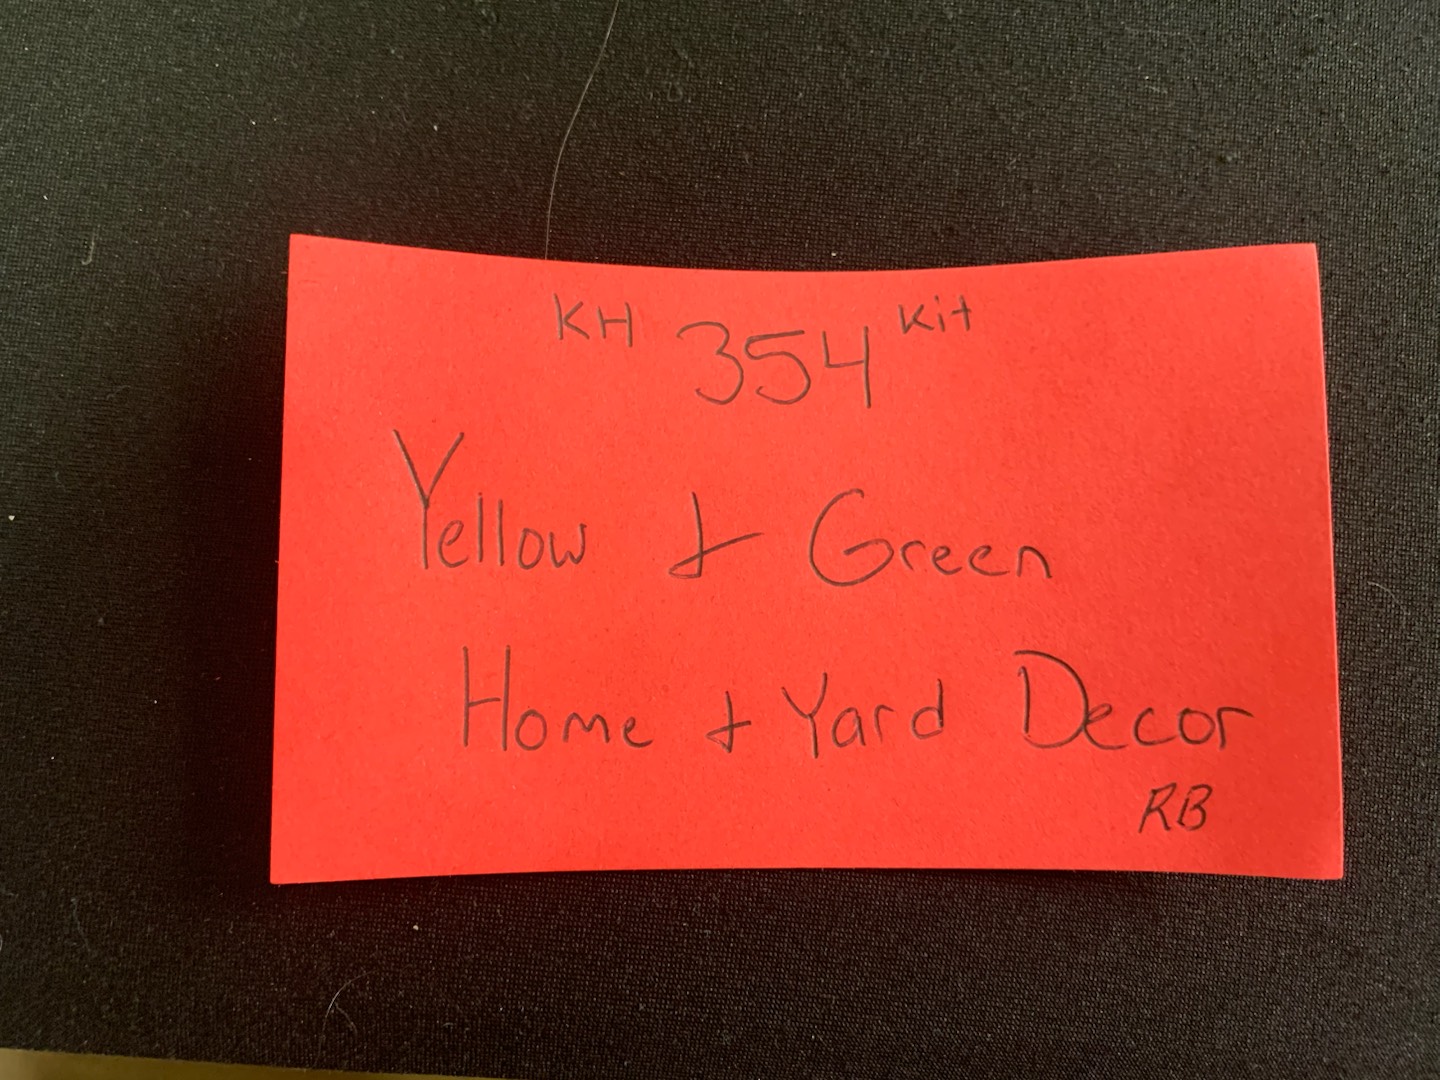 KH 354 Kit
Yellow & Green
Home & Yard Decor
RB